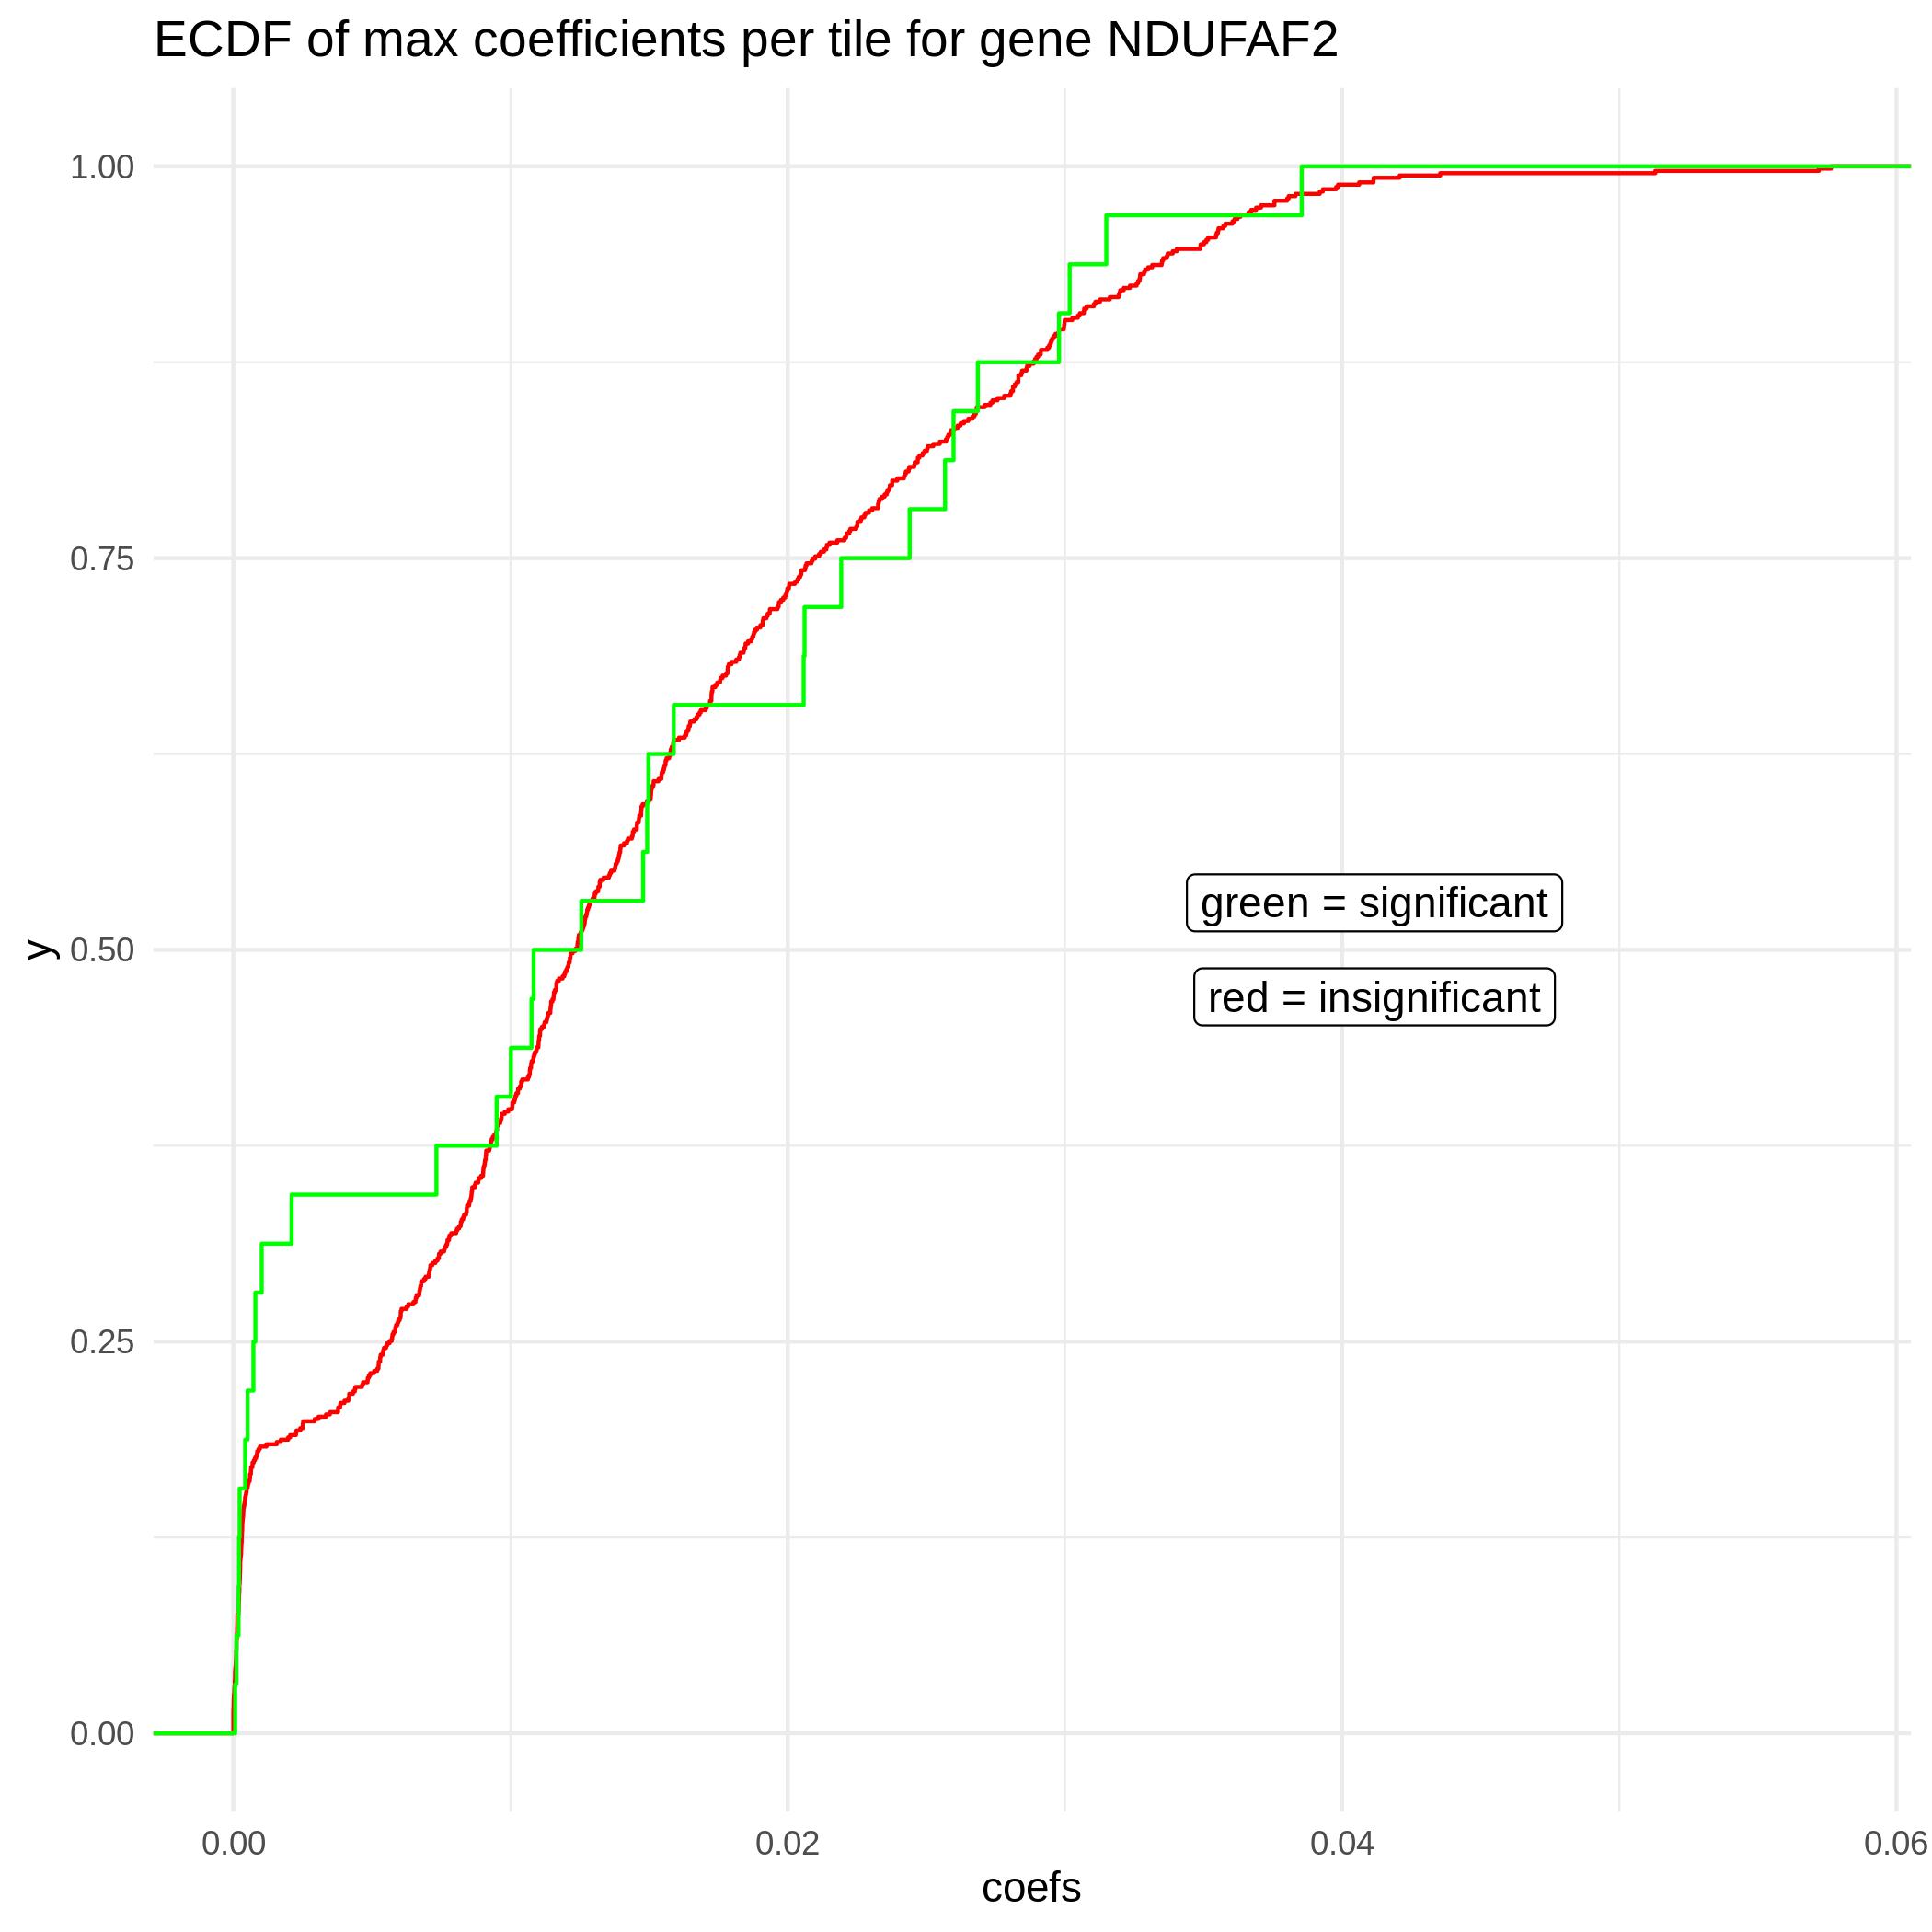 ECDF of max coefficients per tile for gene NDUFAF2
1.00
0.75
0.50
0.25
0.00
y
green = significant
red = insignificant
0.00 0.02 0.04 0.06
coefs